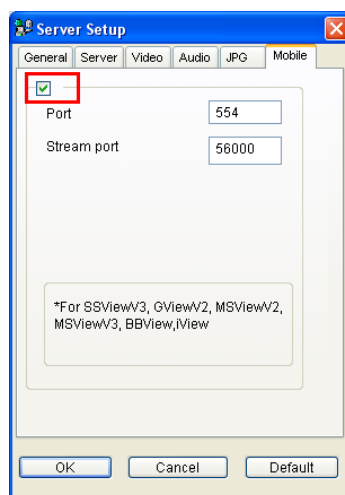 Server Setup
General Server Video Audio JPG Mobile
Port 554
Stream port 56000
*For SSViewV3, GViewV2, MSViewV2,
MSViewV3, BBView,iView
OK Cancel Default